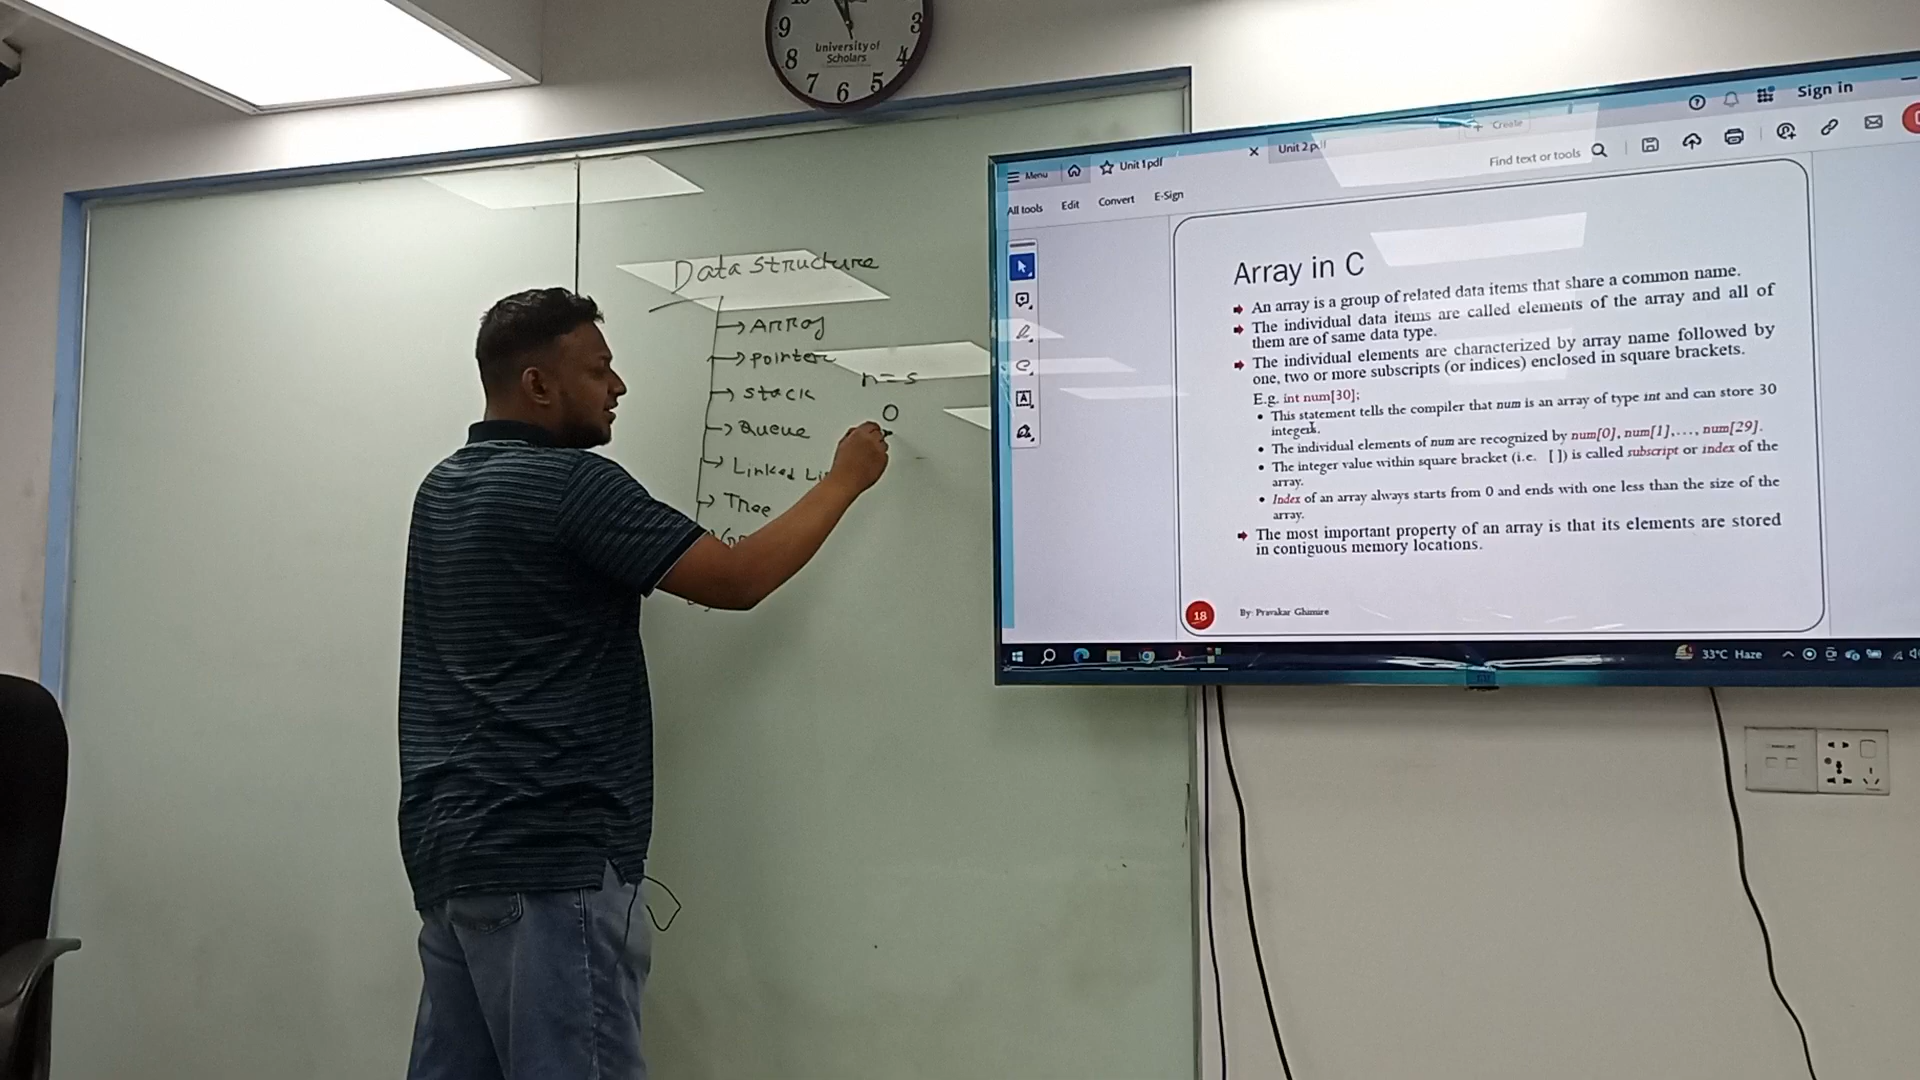 9
3
8
4
7
6
5
University of
Scholars
Data structure
Array
pointer
stack
Queue
Linked Li
Tree
n=5
0
Sign in
Create
Menu
Unit 1.pdf
Unit 2.pdf
Find text or tools
All tools
Edit
Convert
E-Sign
Array in C
An array is a group of related data items that share a common name.
The individual data items are called elements of the array and all of
them are of same data type.
The individual elements are characterized by array name followed by
one, two or more subscripts (or indices) enclosed in square brackets.
E.g. int num[30];
• This statement tells the compiler that num is an array of type int and can store 30
integers.
• The individual elements of num are recognized by num[0], num[1],…., num[29].
• The integer value within square bracket (i.e. [ ]) is called subscript or index of the
array.
• Index of an array always starts from 0 and ends with one less than the size of the
array.
The most important property of an array is that its elements are stored
in contiguous memory locations.
18
By: Pravakar Ghimire
33°C Haze